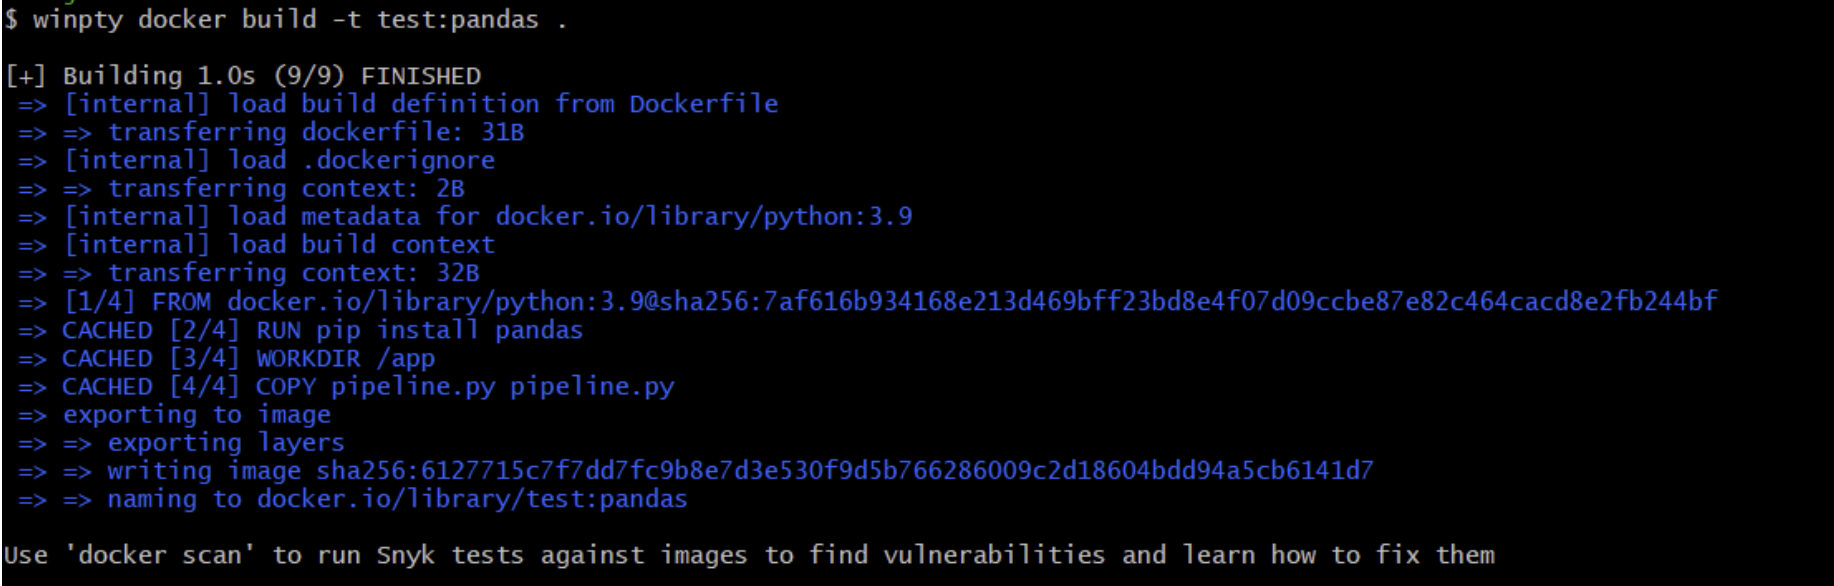 $ winpty docker build -t test:pandas .
[+] Building 1.0s (9/9) FINISHED
=> [internal] load build definition from Dockerfile
=> => transferring dockerfile: 31B
=> [internal] load .dockerignore
=> => transferring context: 2B
=> [internal] load metadata for docker.io/library/python:3.9
=> [internal] load build context
=> => transferring context: 32B
=> [1/4] FROM docker.io/library/python:3.9@sha256:7af616b934168e213d469bff23bd8e4f07d09ccbe87e82c464cacd8e2fb244bf
=> CACHED [2/4] RUN pip install pandas
=> CACHED [3/4] WORKDIR /app
=> CACHED [4/4] COPY pipeline.py pipeline.py
=> exporting to image
=> => exporting layers
=> => writing image sha256:6127715c7f7dd7fc9b8e7d3e530f9d5b766286009c2d18604bdd94a5cb6141d7
=> => naming to docker.io/library/test:pandas
Use 'docker scan' to run Snyk tests against images to find vulnerabilities and learn how to fix them